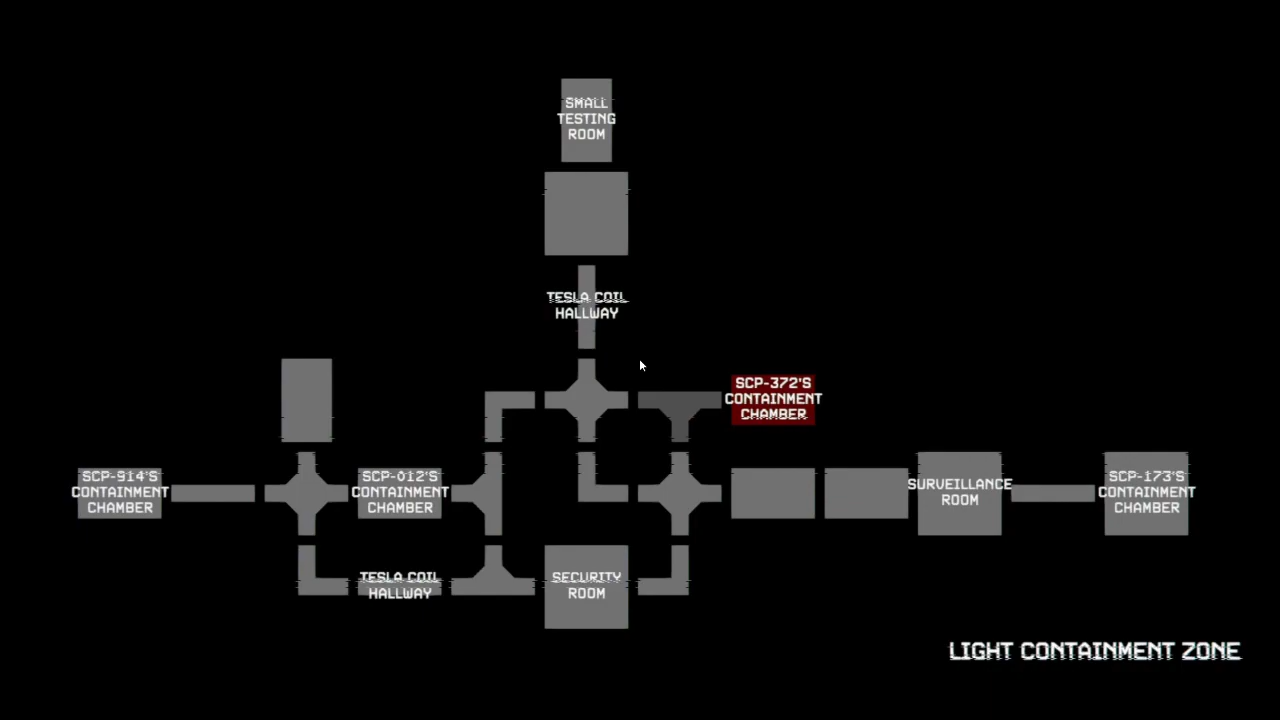 SMALL
TESTING
ROOM
TESLA COIL
HALLWAY
SCP-372'S
CONTAINMENT
CHAMBER
SCP-914'S
CONTAINMENT
CHAMBER
SCP-012'S
CONTAINMENT
CHAMBER
SURVEILLANCE
ROOM
SCP-173'S
CONTAINMENT
CHAMBER
TESLA COIL
HALLWAY
SECURITY
ROOM
LIGHT CONTAINMENT ZONE